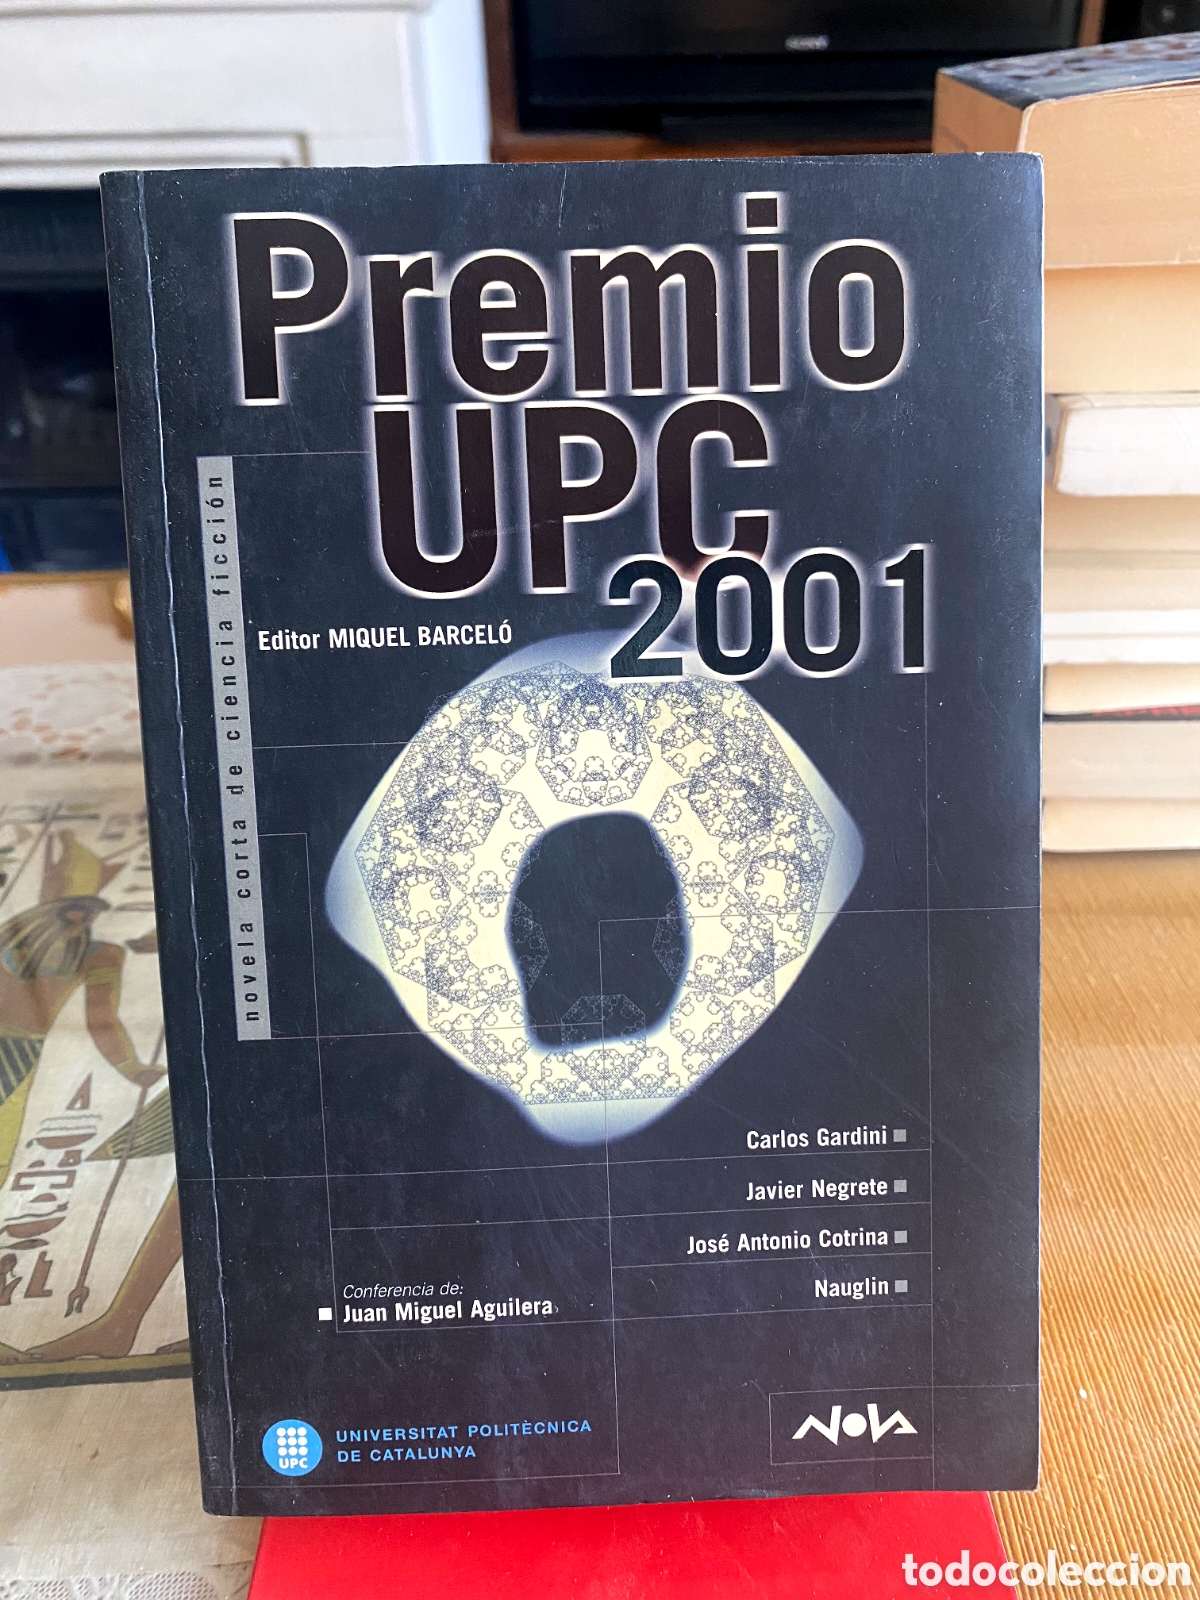 Premio
UPC
2001
novela corta de ciencia ficción
Editor MIQUEL BARCELÓ
Carlos Gardini
Javier Negrete
José Antonio Cotrina
Nauglin
Conferencia de:
Juan Miguel Aguilera
UPC
UNIVERSITAT POLITÈCNICA
DE CATALUNYA
NOVA
todocoleccion